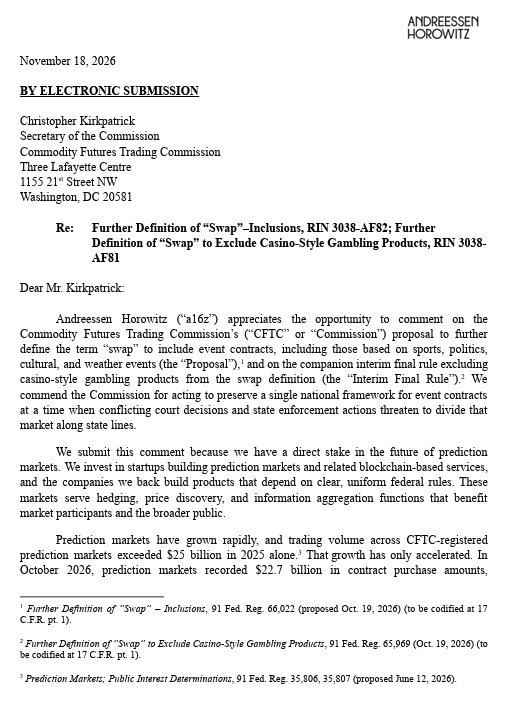 ANDREESSEN
HOROWITZ
November 18, 2026
BY ELECTRONIC SUBMISSION
Christopher Kirkpatrick
Secretary of the Commission
Commodity Futures Trading Commission
Three Lafayette Centre
1155 21st Street NW
Washington, DC 20581
Re: Further Definition of “Swap”–Inclusions, RIN 3038-AF82; Further
Definition of “Swap” to Exclude Casino-Style Gambling Products, RIN 3038-
AF81
Dear Mr. Kirkpatrick:
Andreessen Horowitz (“a16z”) appreciates the opportunity to comment on the
Commodity Futures Trading Commission’s (“CFTC” or “Commission”) proposal to further
define the term “swap” to include event contracts, including those based on sports, politics,
cultural, and weather events (the “Proposal”),1 and on the companion interim final rule excluding
casino-style gambling products from the swap definition (the “Interim Final Rule”).2 We
commend the Commission for acting to preserve a single national framework for event contracts
at a time when conflicting court decisions and state enforcement actions threaten to divide that
market along state lines.
We submit this comment because we have a direct stake in the future of prediction
markets. We invest in startups building prediction markets and related blockchain-based services,
and the companies we back build products that depend on clear, uniform federal rules. These
markets serve hedging, price discovery, and information aggregation functions that benefit
market participants and the broader public.
Prediction markets have grown rapidly, and trading volume across CFTC-registered
prediction markets exceeded $25 billion in 2025 alone.3 That growth has only accelerated. In
October 2026, prediction markets recorded $22.7 billion in contract purchase amounts,
1 Further Definition of “Swap” – Inclusions, 91 Fed. Reg. 66,022 (proposed Oct. 19, 2026) (to be codified at 17
C.F.R. pt. 1).
2 Further Definition of “Swap” to Exclude Casino-Style Gambling Products, 91 Fed. Reg. 65,969 (Oct. 19, 2026) (to
be codified at 17 C.F.R. pt. 1).
3 Prediction Markets; Public Interest Determinations, 91 Fed. Reg. 35,806, 35,807 (proposed June 12, 2026).